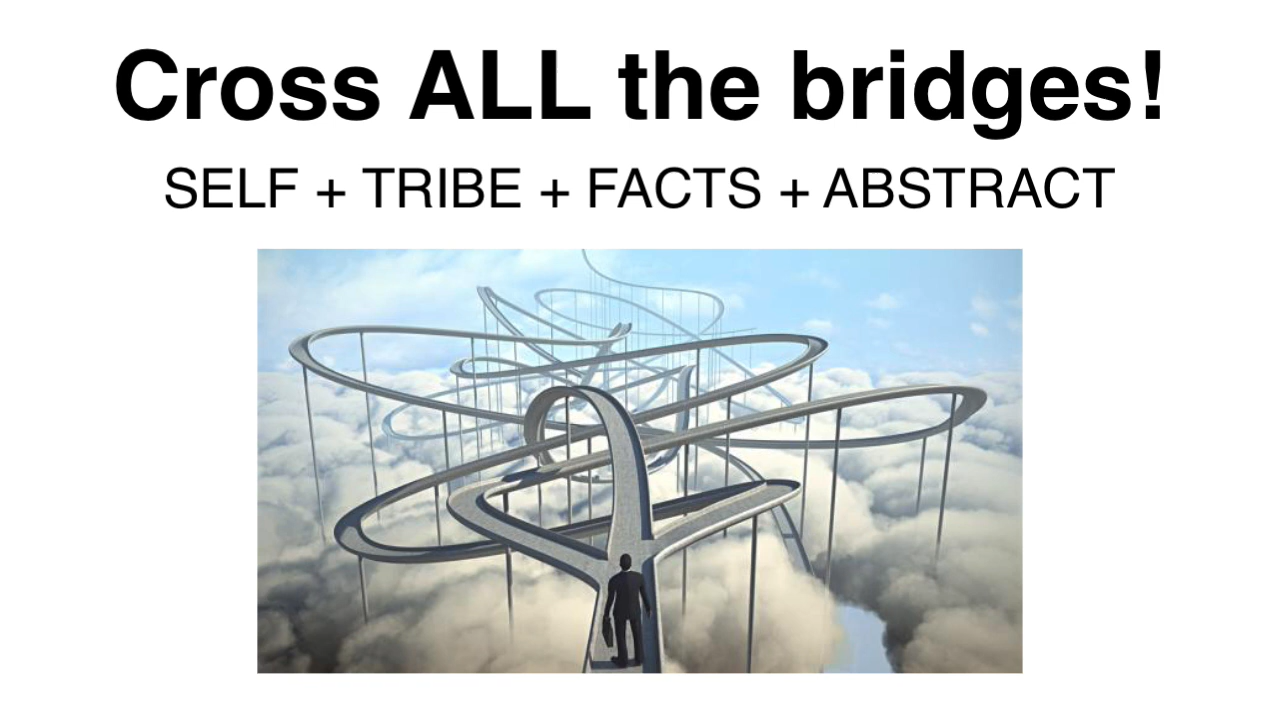 Cross ALL the bridges!
SELF + TRIBE + FACTS + ABSTRACT